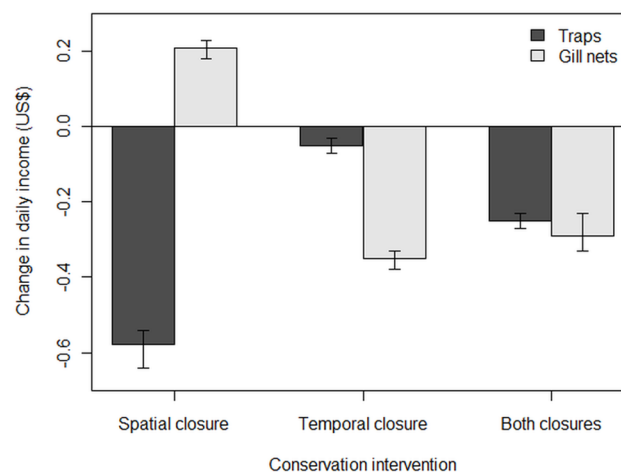 Traps
Gill nets
Change in daily income (US$)
0.2
0.0
-0.2
-0.4
-0.6
Spatial closure Temporal closure Both closures
Conservation intervention